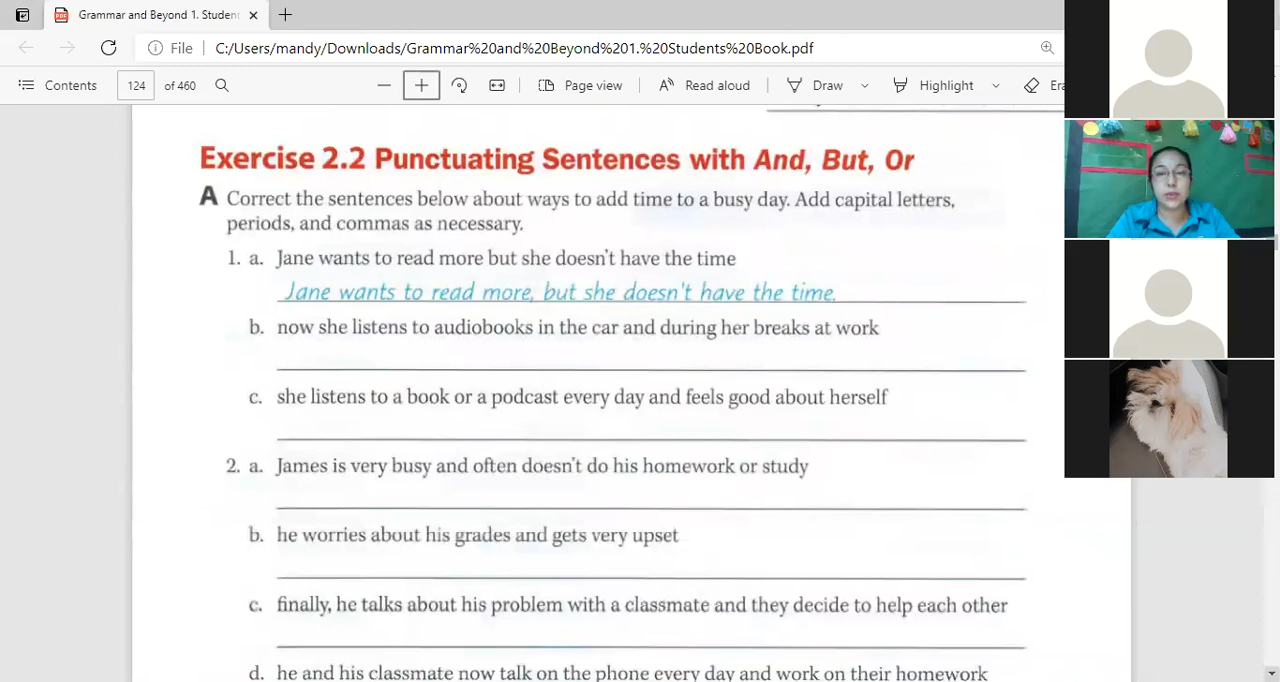 Grammar and Beyond 1. Studen
File
C:/Users/mandy/Downloads/Grammar%20and%20Beyond%201.%20Students%20Book.pdf
Contents
124
of 460
Page view
Read aloud
Draw
Highlight
Era
Exercise 2.2 Punctuating Sentences with And, But, Or
A Correct the sentences below about ways to add time to a busy day. Add capital letters,
periods, and commas as necessary.
1. a. Jane wants to read more but she doesn't have the time
Jane wants to read more, but she doesn't have the time.
b. now she listens to audiobooks in the car and during her breaks at work
c. she listens to a book or a podcast every day and feels good about herself
2. a. James is very busy and often doesn't do his homework or study
b. he worries about his grades and gets very upset
c. finally, he talks about his problem with a classmate and they decide to help each other
d. he and his classmate now talk on the phone every day and work on their homework